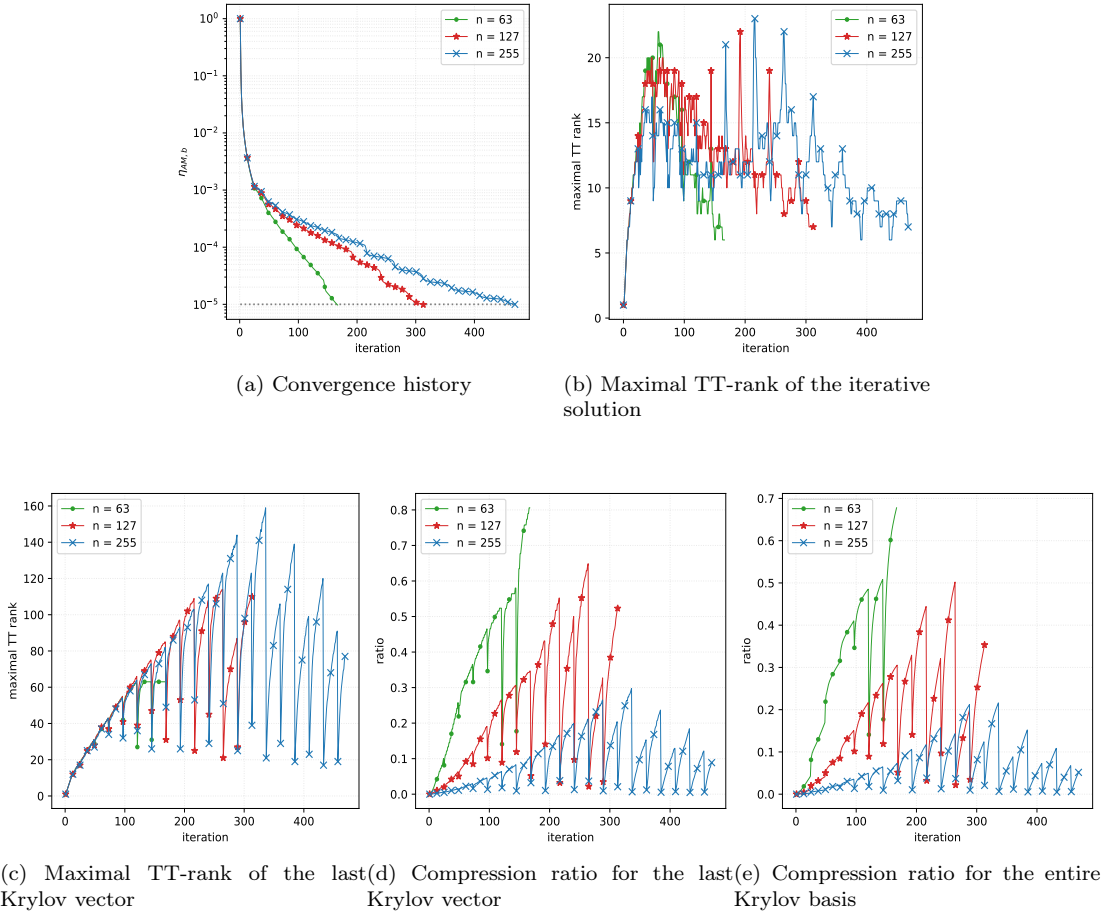 n = 63
n = 127
n = 255
10⁰
10⁻¹
10⁻²
10⁻³
10⁻⁴
10⁻⁵
η_{AM,b}
0 100 200 300 400
iteration
(a) Convergence history
n = 63
n = 127
n = 255
20
15
10
5
0
maximal TT rank
0 100 200 300 400
iteration
(b) Maximal TT-rank of the iterative
solution
n = 63
n = 127
n = 255
160
140
120
100
80
60
40
20
0
maximal TT rank
0 100 200 300 400
iteration
(c) Maximal TT-rank of the last
Krylov vector
n = 63
n = 127
n = 255
0.8
0.7
0.6
0.5
0.4
0.3
0.2
0.1
0.0
ratio
0 100 200 300 400
iteration
(d) Compression ratio for the last
Krylov vector
n = 63
n = 127
n = 255
0.7
0.6
0.5
0.4
0.3
0.2
0.1
0.0
ratio
0 100 200 300 400
iteration
(e) Compression ratio for the entire
Krylov basis